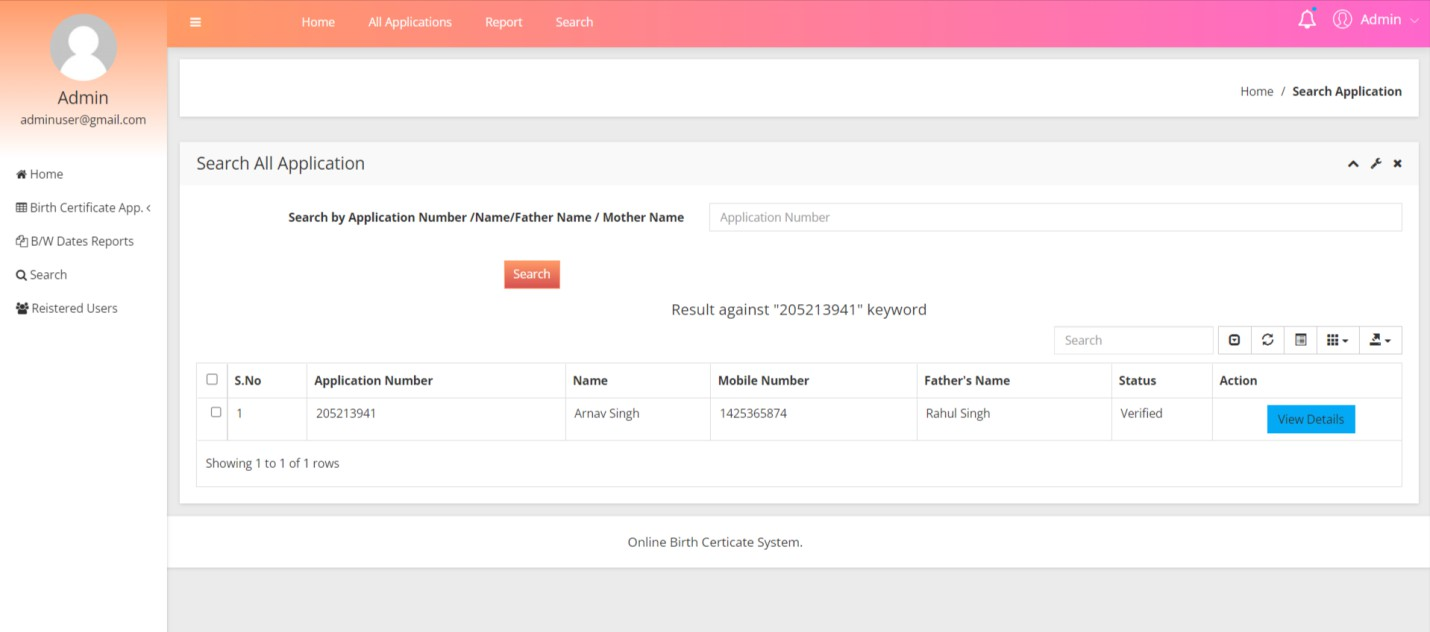 Home All Applications Report Search Admin
Admin
adminuser@gmail.com
Home
Birth Certificate App.
B/W Dates Reports
Search
Reistered Users
Home / Search Application
Search All Application
Search by Application Number /Name/Father Name / Mother Name Application Number
Search
Result against "205213941" keyword
Search
S.No Application Number Name Mobile Number Father's Name Status Action
1 205213941 Arnav Singh 1425365874 Rahul Singh Verified View Details
Showing 1 to 1 of 1 rows
Online Birth Certicate System.